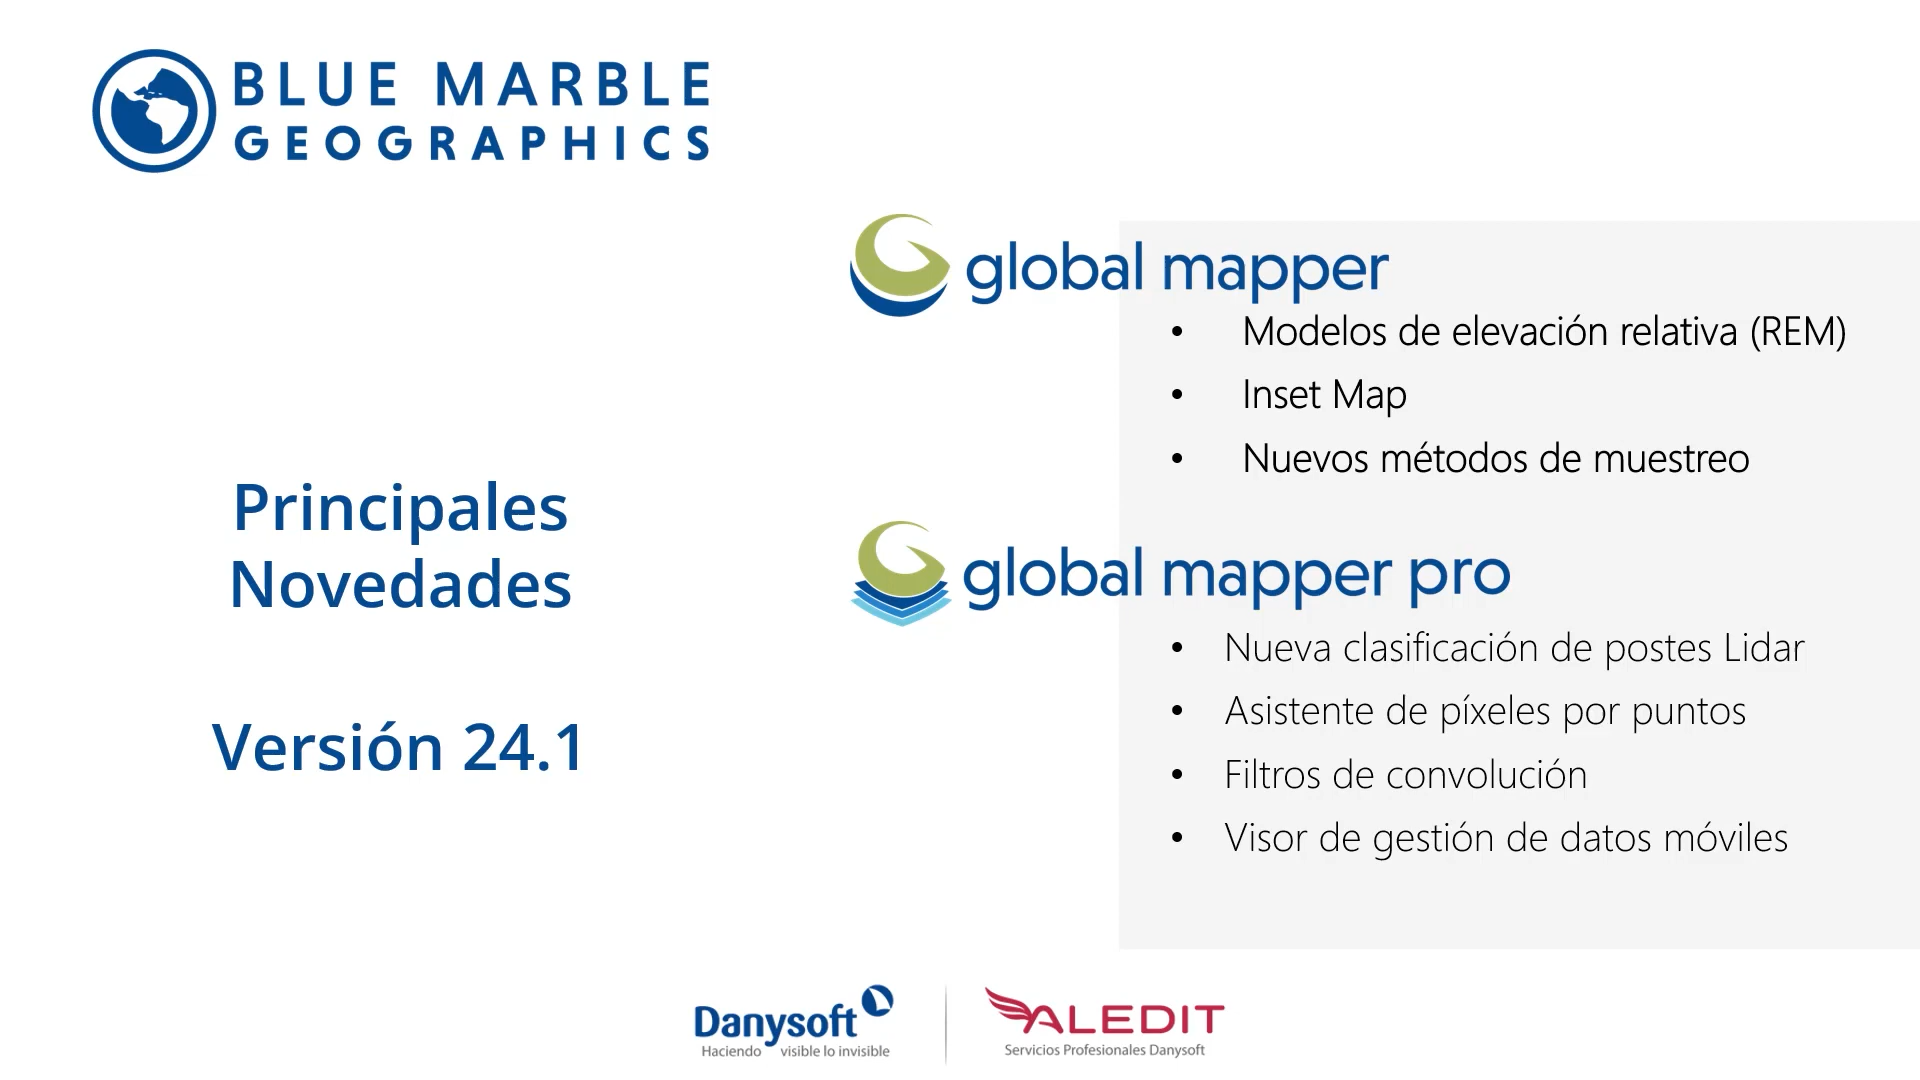 BLUE MARBLE
GEOGRAPHICS
global mapper
• Modelos de elevación relativa (REM)
• Inset Map
• Nuevos métodos de muestreo
Principales
Novedades
Versión 24.1
global mapper pro
• Nueva clasificación de postes Lidar
• Asistente de píxeles por puntos
• Filtros de convolución
• Visor de gestión de datos móviles
Danysoft
Haciendo visible lo invisible
ALEDIT
Servicios Profesionales Danysoft